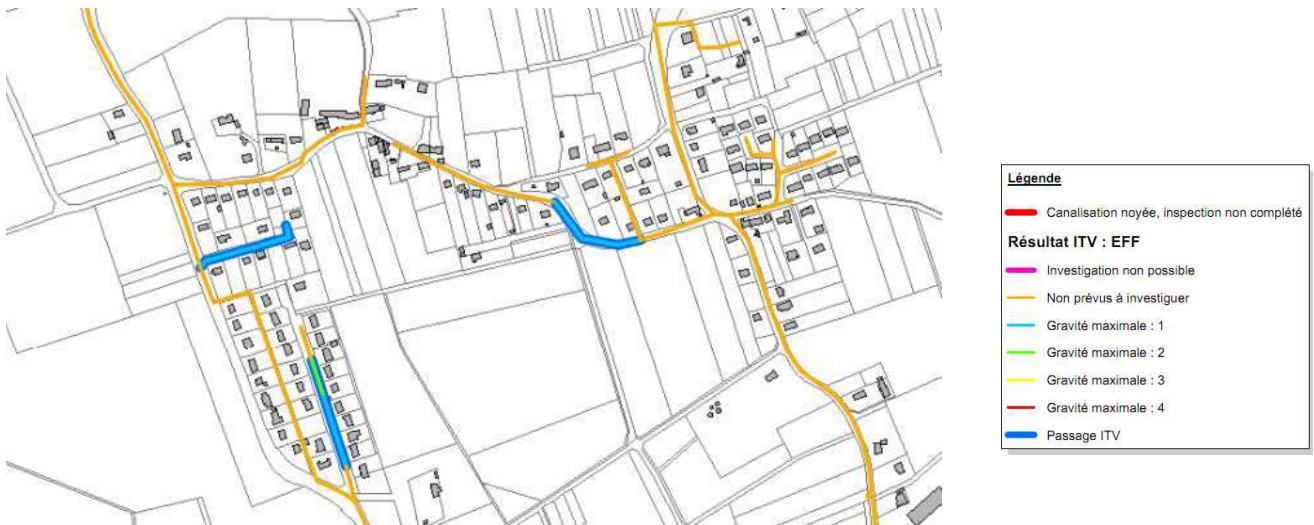 Légende
Canalisation noyée, inspection non complété
Résultat ITV : EFF
Investigation non possible
Non prévus à investiguer
Gravité maximale : 1
Gravité maximale : 2
Gravité maximale : 3
Gravité maximale : 4
Passage ITV